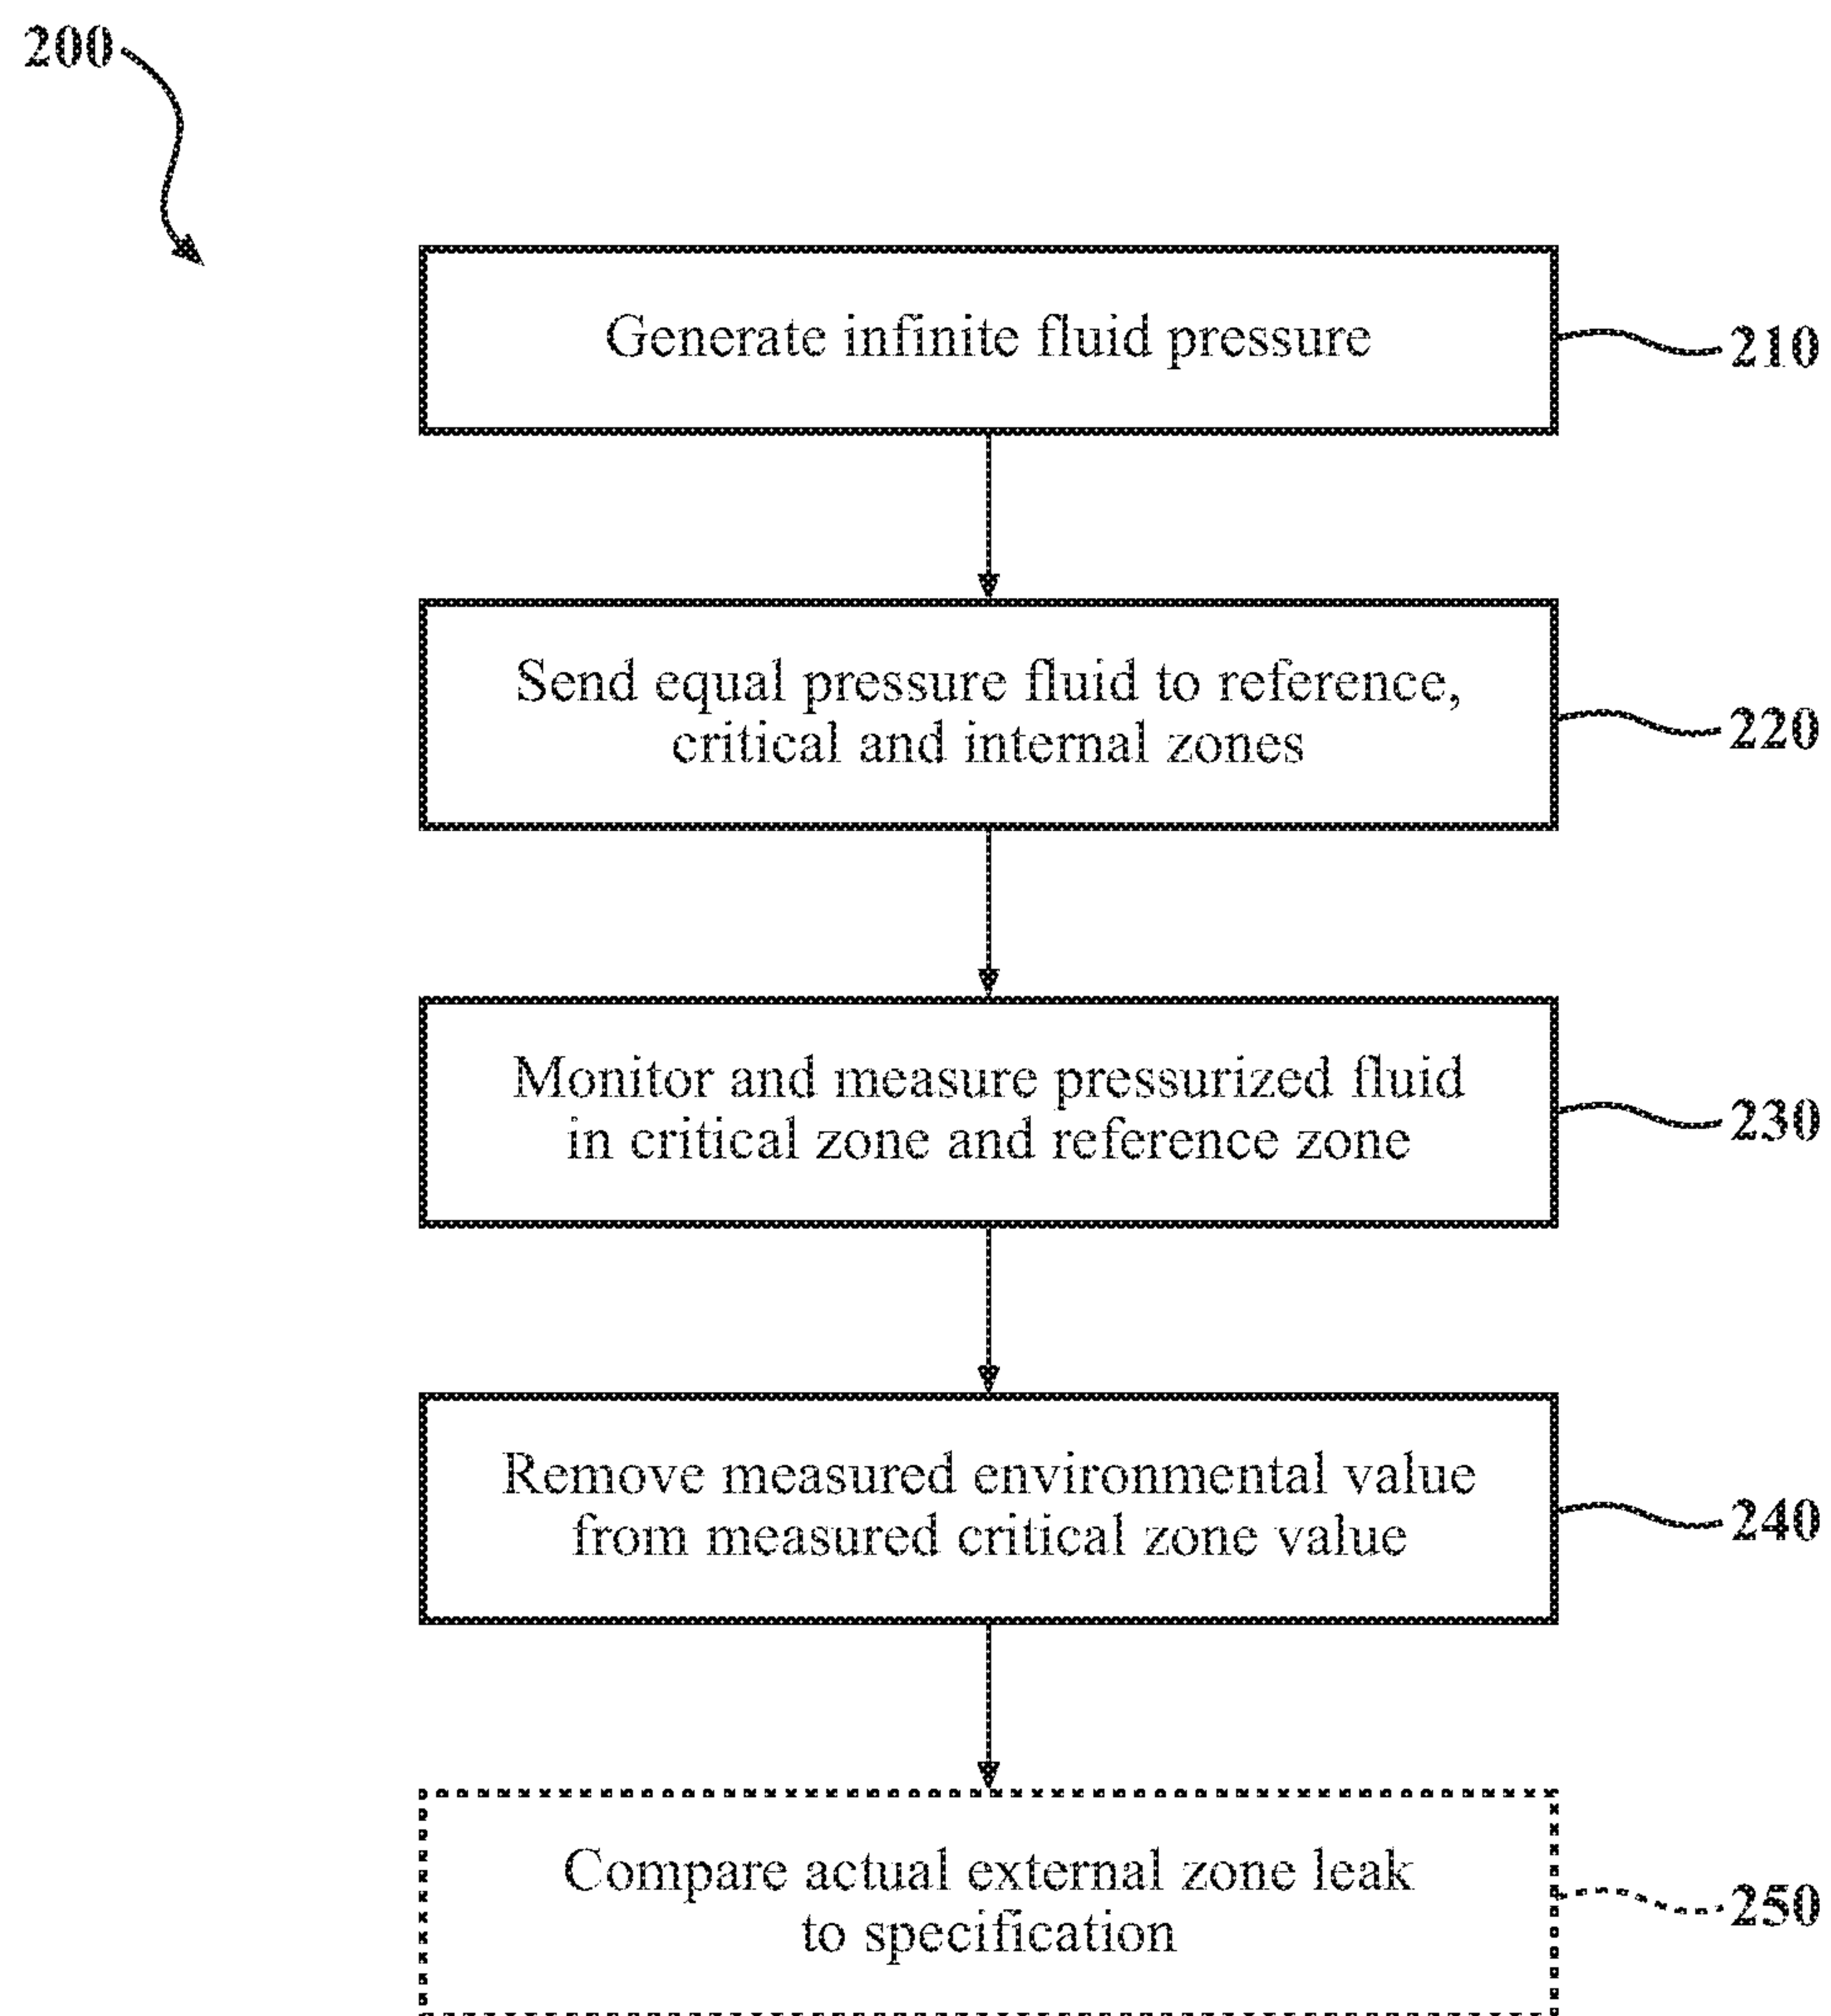 200
Generate infinite fluid pressure
210
Send equal pressure fluid to reference,
critical and internal zones
220
Monitor and measure pressurized fluid
in critical zone and reference zone
230
Remove measured environmental value
from measured critical zone value
240
Compare actual external zone leak
to specification
250